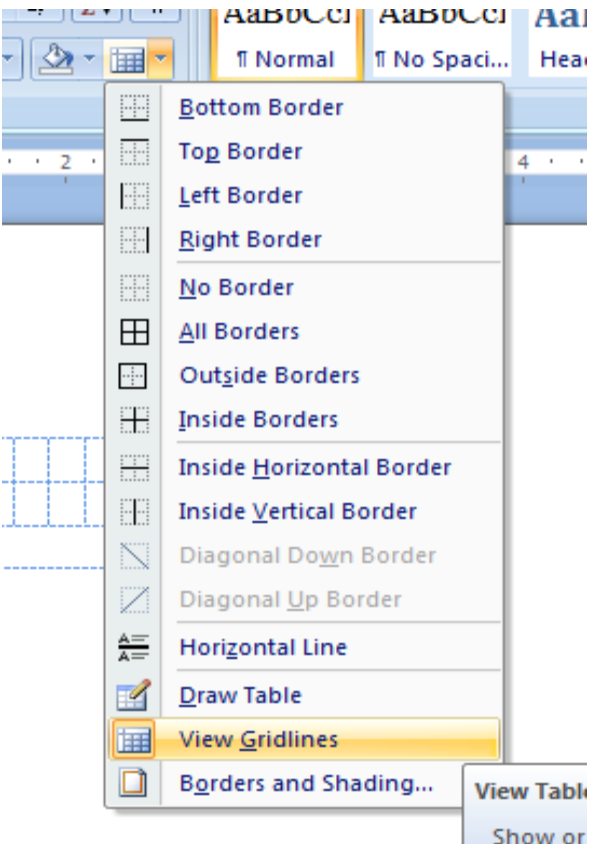 AaBbCcI AaBbCcI AaI
¶ Normal ¶ No Spaci... Hea
2 4
Bottom Border
Top Border
Left Border
Right Border
No Border
All Borders
Outside Borders
Inside Borders
Inside Horizontal Border
Inside Vertical Border
Diagonal Down Border
Diagonal Up Border
Horizontal Line
Draw Table
View Gridlines
Borders and Shading...
View Table
Show or